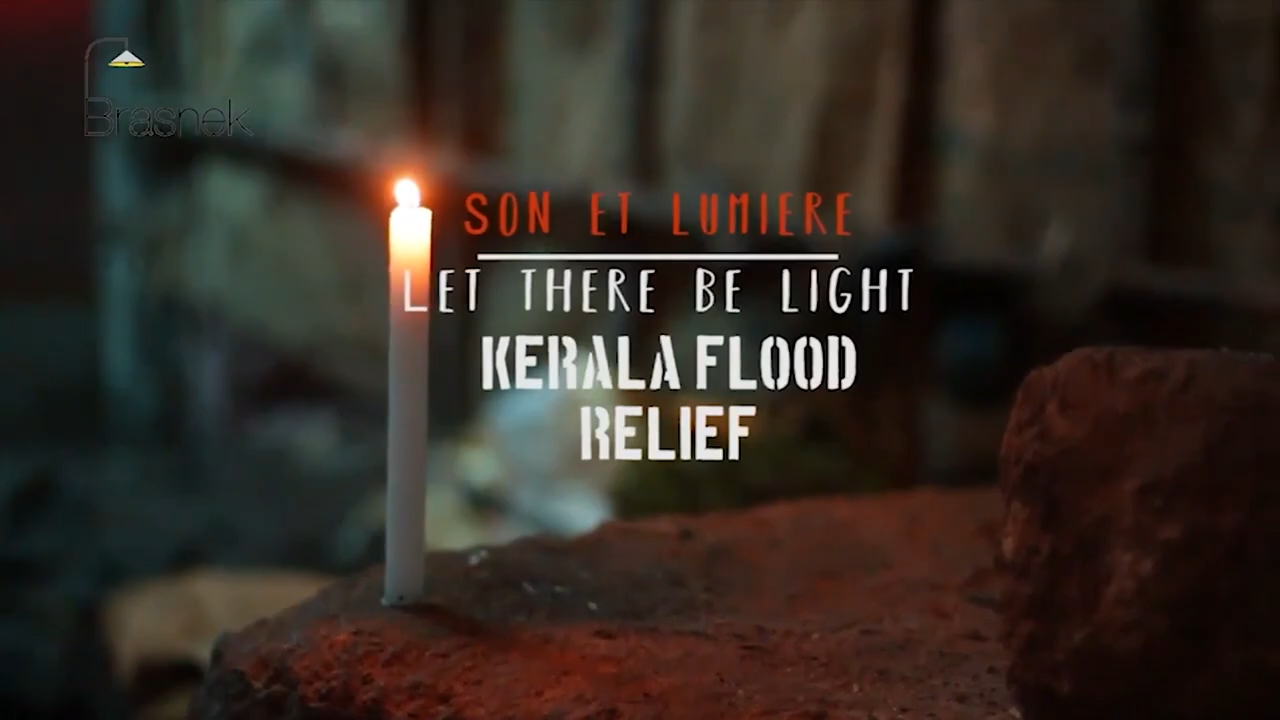 Brasnek
SON ET LUMIERE
LET THERE BE LIGHT
KERALA FLOOD
RELIEF